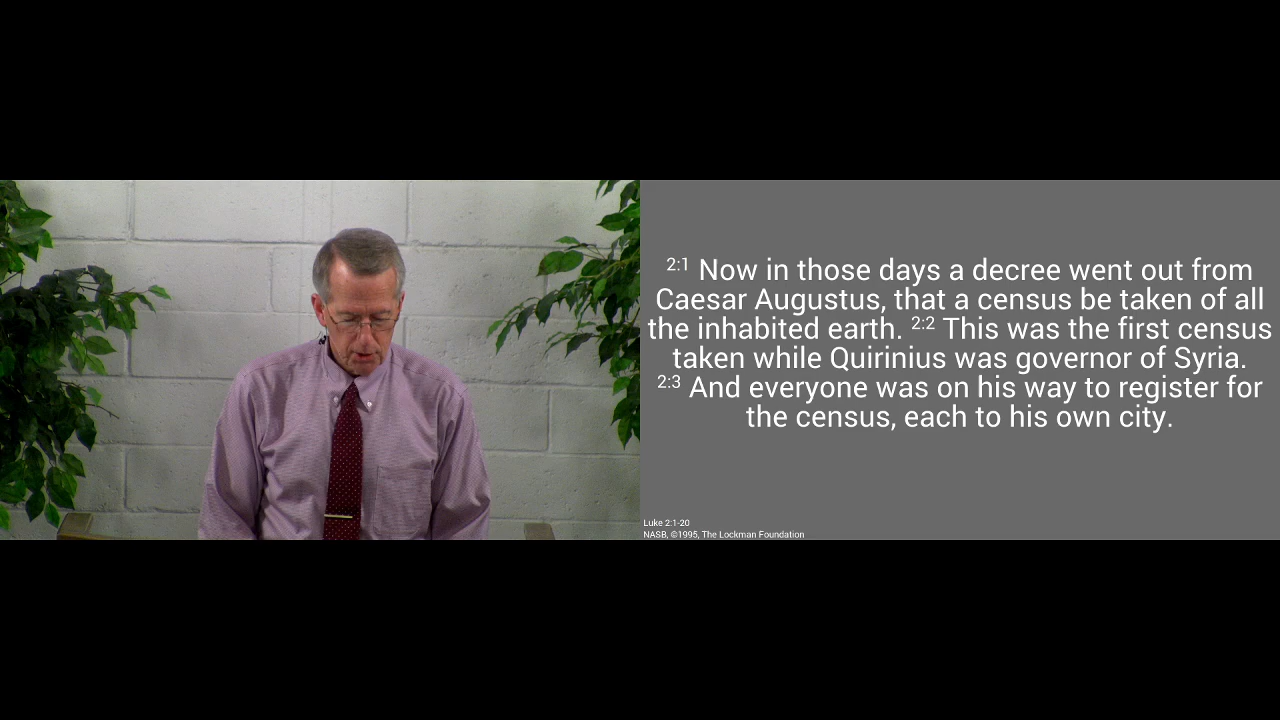 2:1 Now in those days a decree went out from
Caesar Augustus, that a census be taken of all
the inhabited earth. 2:2 This was the first census
taken while Quirinius was governor of Syria.
2:3 And everyone was on his way to register for
the census, each to his own city.
Luke 2:1-20
NASB, ©1995, The Lockman Foundation